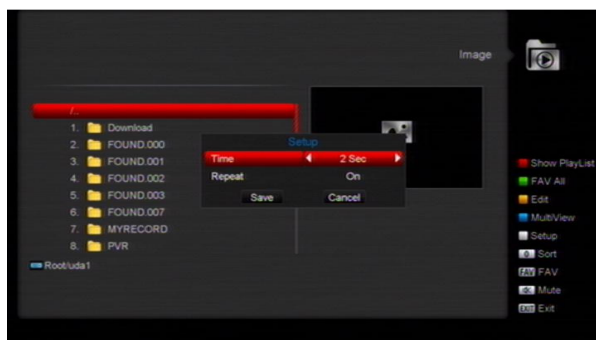 Image
/..
1. Download
2. FOUND.000
3. FOUND.001
4. FOUND.002
5. FOUND.003
6. FOUND.007
7. MYRECORD
8. PVR
Root/uda1
Setup
Time 2 Sec
Repeat On
Save Cancel
Show PlayList
FAV All
Edit
MultiView
Setup
0 Sort
FAV FAV
Mute
EXIT Exit